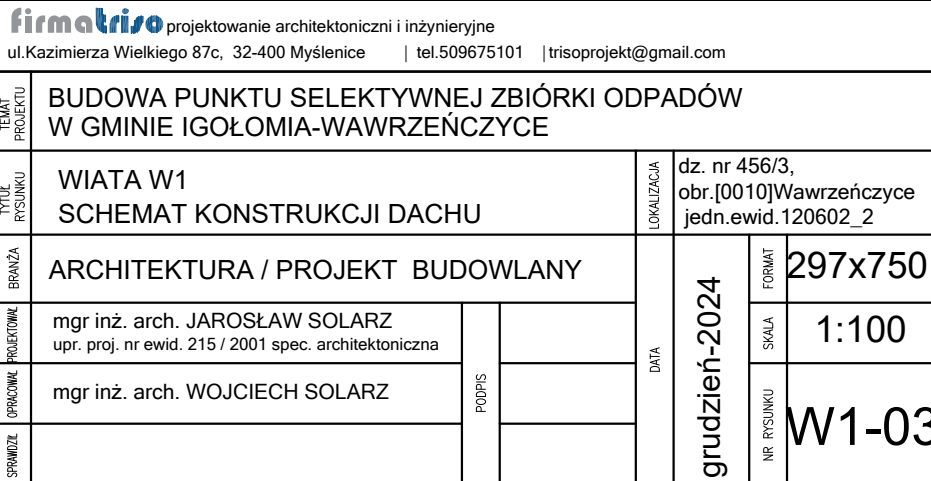 firmatriso projektowanie architektoniczni i inżynieryjne
ul.Kazimierza Wielkiego 87c, 32-400 Myślenice | tel.509675101 |trisoprojekt@gmail.com
TEMAT PROJEKTU
BUDOWA PUNKTU SELEKTYWNEJ ZBIÓRKI ODPADÓW
W GMINIE IGOŁOMIA-WAWRZEŃCZYCE
TYTUŁ RYSUNKU
WIATA W1
SCHEMAT KONSTRUKCJI DACHU
LOKALIZACJA
dz. nr 456/3,
obr.[0010]Wawrzeńczyce
jedn.ewid.120602_2
BRANŻA
ARCHITEKTURA / PROJEKT BUDOWLANY
DATA
grudzień-2024
FORMAT
297x750
PROJEKTOWAŁ
mgr inż. arch. JAROSŁAW SOLARZ
upr. proj. nr ewid. 215 / 2001 spec. architektoniczna
PODPIS
SKALA
1:100
OPRACOWAŁ
mgr inż. arch. WOJCIECH SOLARZ
NR RYSUNKU
W1-03
SPRAWDZIŁ